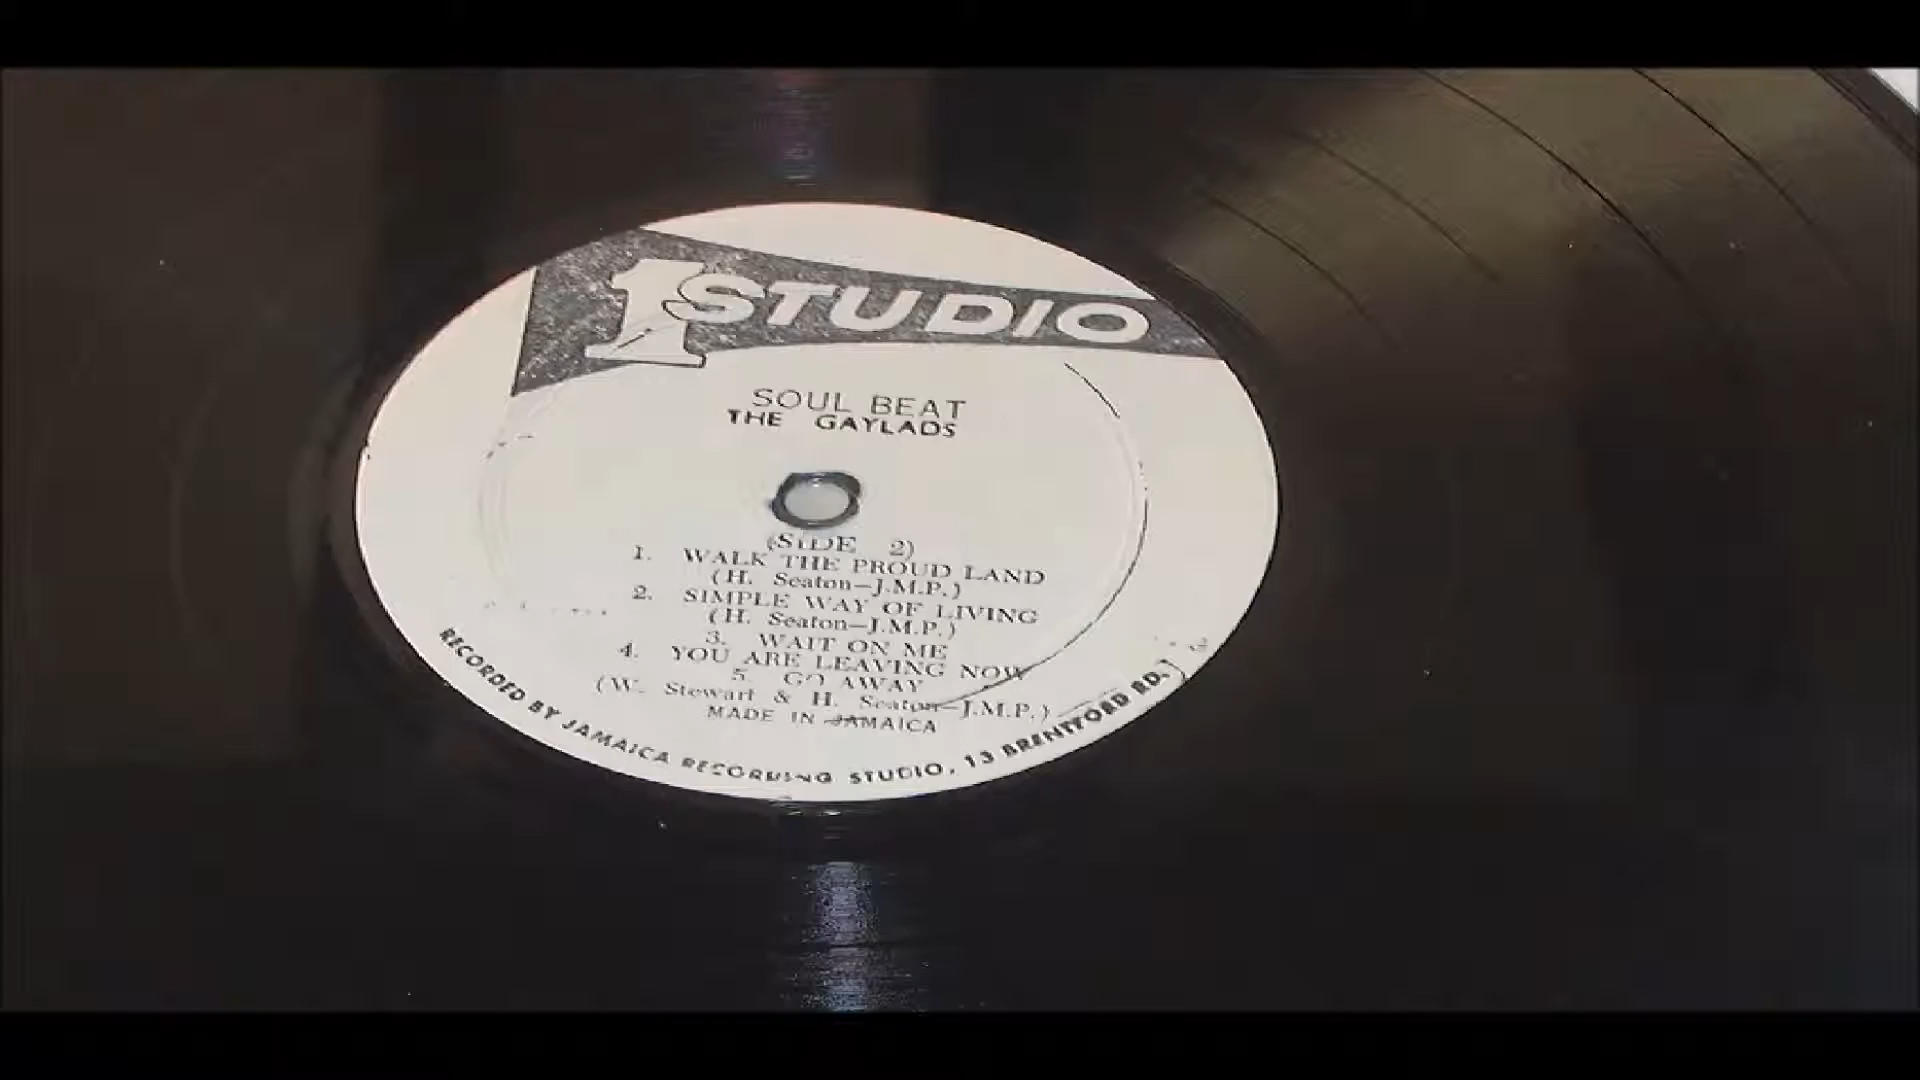 1 STUDIO
SOUL BEAT
THE GAYLADS
(SIDE 2)
1. WALK THE PROUD LAND
(H. Seaton—J.M.P.)
2. SIMPLE WAY OF LIVING
(H. Seaton—J.M.P.)
3. WAIT ON ME
4. YOU ARE LEAVING NOW
5. GO AWAY
(W. Stewart & H. Seaton—J.M.P.)
MADE IN JAMAICA
RECORDED BY JAMAICA RECORDING STUDIO, 13 BRENTFORD RD.